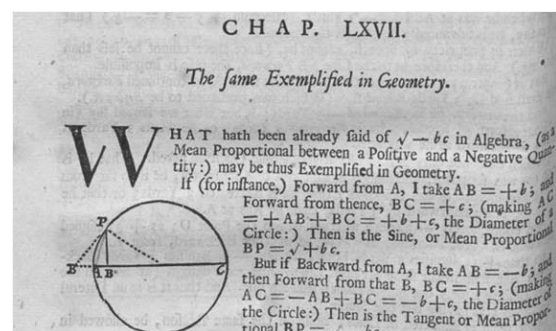 CHAP. LXVII.
The ſame Exemplified in Geometry.
WHAT hath been already ſaid of √—bc in Algebra, (as a
Mean Proportional between a Poſitive and a Negative Quan-
tity:) may be thus Exemplified in Geometry.
If (for inſtance,) Forward from A, I take AB = +b; and
Forward from thence, BC = +c; (making AC
= +AB+BC = +b+c, the Diameter of a
Circle:) Then is the Sine, or Mean Proportional
BP = √+bc.
But if Backward from A, I take AB = —b; and
then Forward from that B, BC = +c; (making
AC = —AB+BC = —b+c, the Diameter of
the Circle:) Then is the Tangent or Mean Propor-
tional BP = √—bc.
P
B A B C